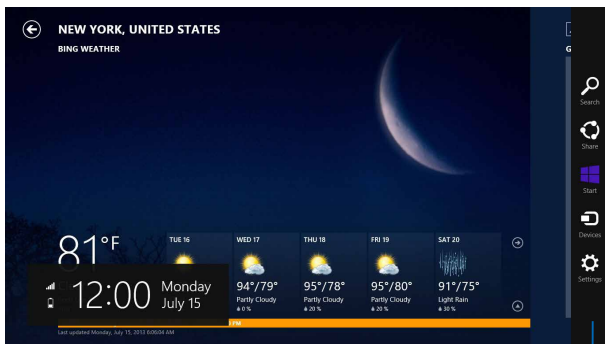 NEW YORK, UNITED STATES
BING WEATHER
G
Search
Share
Start
Devices
Settings
81°F
TUE 16
WED 17
94°/79°
Partly Cloudy
0 %
THU 18
95°/78°
Partly Cloudy
20 %
FRI 19
95°/80°
Partly Cloudy
20 %
SAT 20
91°/75°
Light Rain
30 %
12:00
Monday
July 15
PM
Last updated Monday, July 15, 2013 6:06:04 AM